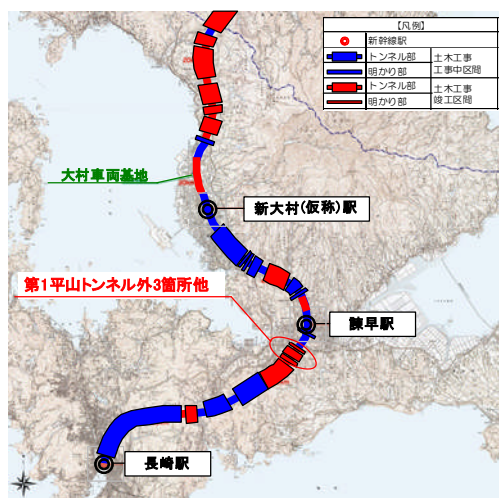 【凡例】
新幹線駅
トンネル部
土木工事
工事中区間
明かり部
トンネル部
土木工事
竣工区間
明かり部
大村車両基地
新大村(仮称)駅
第1平山トンネル外3箇所他
諫早駅
長崎駅